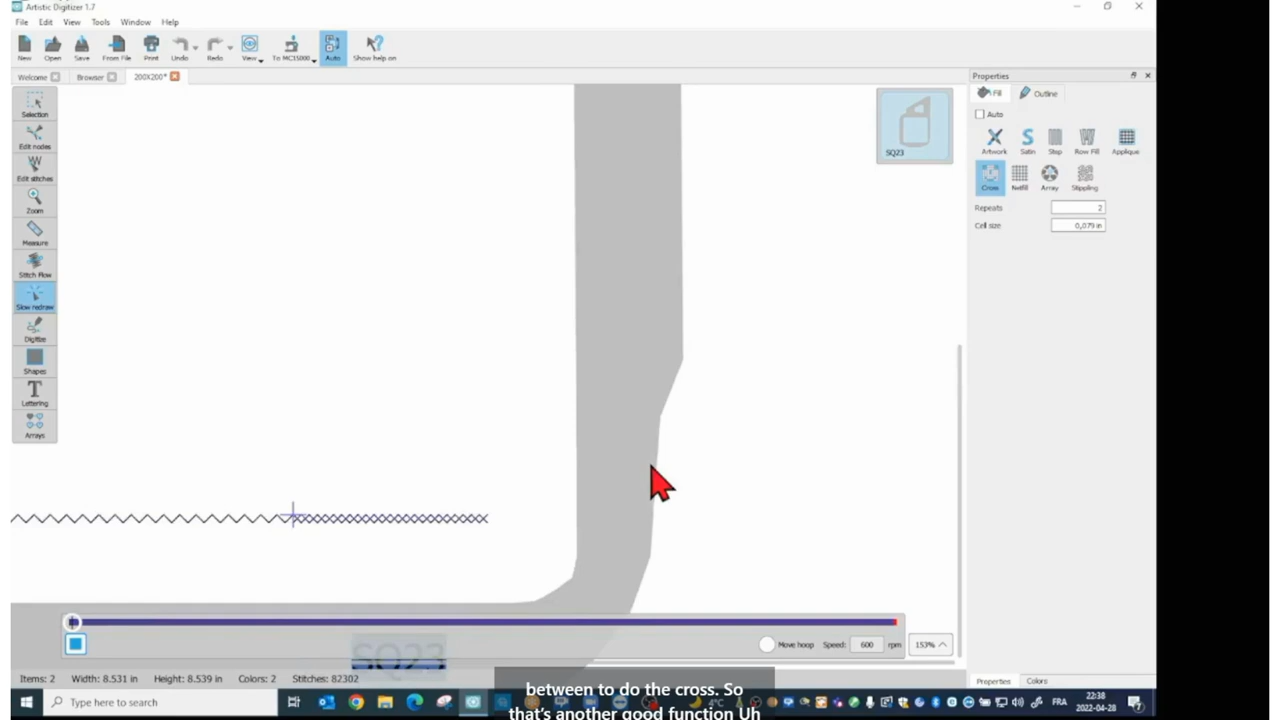 Artistic Digitizer 1.7
File Edit View Tools Window Help
New Open Save From File Print Undo Redo View To MC15000 Auto Show help on
Welcome Browser 200X200*
Properties
Fill Outline
Auto
Artwork Satin Step Row Fill Applique
Cross Netfill Array Stippling
Repeats 2
Cell size 0,079 in
Selection
Edit nodes
Edit stitches
Zoom
Measure
Stitch Flow
Slow redraw
Digitize
Shapes
Lettering
Arrays
SQ23
Move hoop Speed: 600 rpm 153%
SQ23
Items: 2 Width: 8.531 in Height: 8.539 in Colors: 2 Stitches: 82302
Properties Colors
between to do the cross. So
that's another good function Uh
Type here to search
4°C
FRA
22:38
2022-04-28